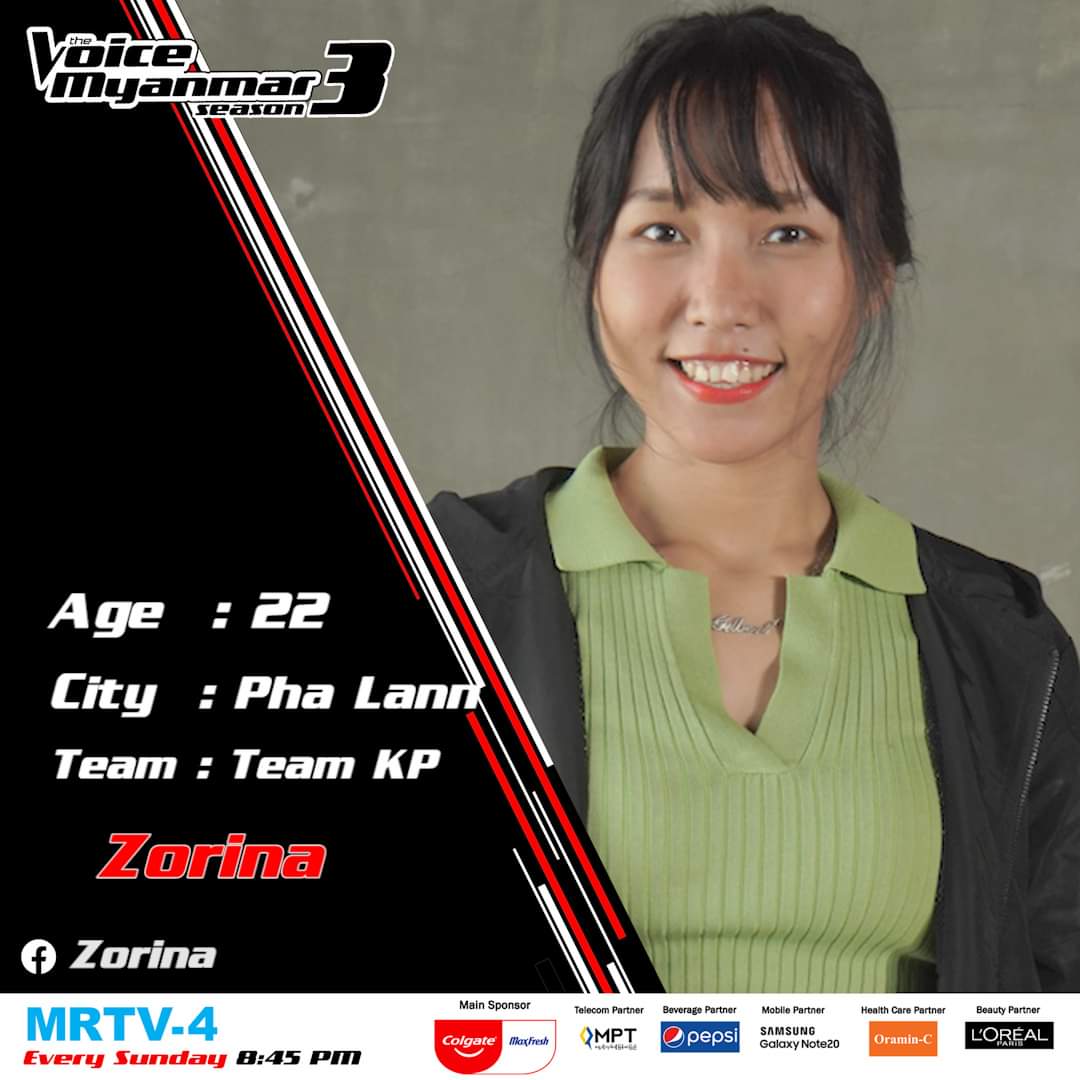 the
Voice
Myanmar
season 3
Age : 22
City : Pha Lann
Team : Team KP
Zorina
Zorina
MRTV-4
Every Sunday 8:45 PM
Main Sponsor
Colgate MaxFresh
Telecom Partner
MPT
Beverage Partner
pepsi
Mobile Partner
SAMSUNG
Galaxy Note20
Health Care Partner
Oramin-C
Beauty Partner
L'ORÉAL
PARIS